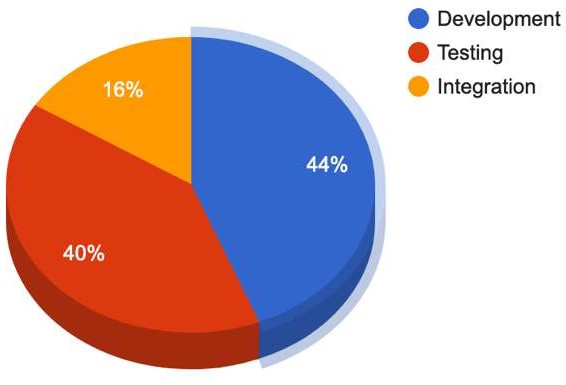 Development
Testing
Integration
16%
44%
40%